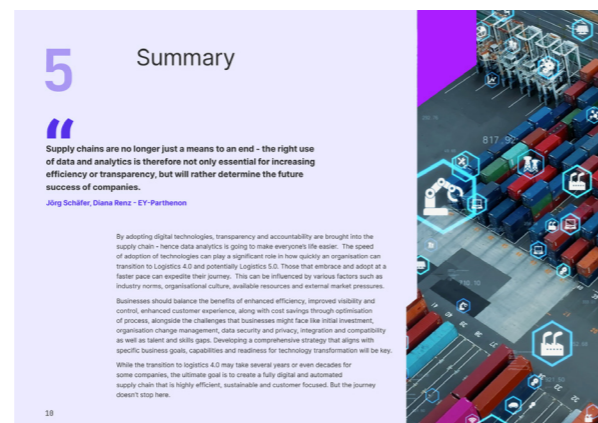 5
Summary
“
Supply chains are no longer just a means to an end - the right use
of data and analytics is therefore not only essential for increasing
efficiency or transparency, but will rather determine the future
success of companies.
Jörg Schäfer, Diana Renz - EY-Parthenon
By adopting digital technologies, transparency and accountability are brought into the
supply chain - hence data analytics is going to make everyone's life easier. The speed
of adoption of technologies can play a significant role in how quickly an organisation can
transition to Logistics 4.0 and potentially Logistics 5.0. Those that embrace and adopt at a
faster pace can expedite their journey. This can be influenced by various factors such as
industry norms, organisational culture, available resources and external market pressures.
Businesses should balance the benefits of enhanced efficiency, improved visibility and
control, enhanced customer experience, along with cost savings through optimisation
of process, alongside the challenges that businesses might face like initial investment,
organisation change management, data security and privacy, integration and compatibility
as well as talent and skills gaps. Developing a comprehensive strategy that aligns with
specific business goals, capabilities and readiness for technology transformation will be key.
While the transition to logistics 4.0 may take several years or even decades for
some companies, the ultimate goal is to create a fully digital and automated
supply chain that is highly efficient, sustainable and customer focused. But the journey
doesn't stop here.
10
817.92